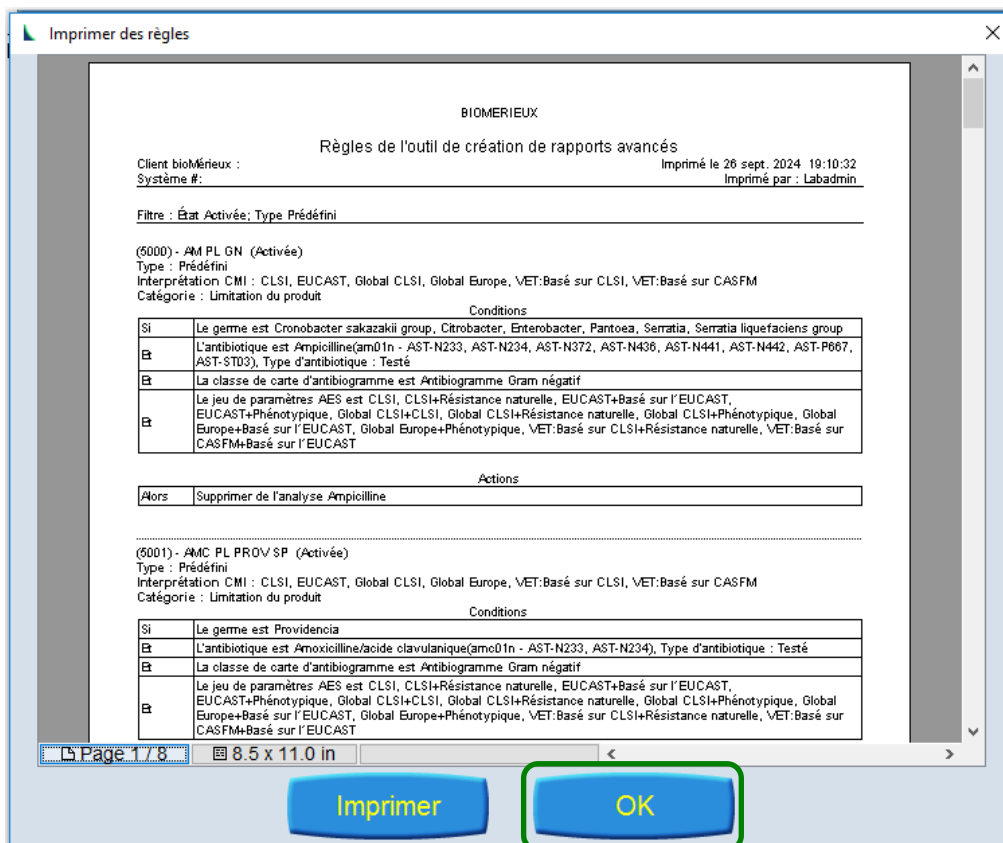 Imprimer des règles
BIOMERIEUX
Règles de l'outil de création de rapports avancés
Client bioMérieux : Imprimé le 26 sept. 2024 19:10:32
Système #: Imprimé par : Labadmin
Filtre : État Activée; Type Prédéfini
(5000) - AM PL GN (Activée)
Type : Prédéfini
Interprétation CMI : CLSI, EUCAST, Global CLSI, Global Europe, VET:Basé sur CLSI, VET:Basé sur CASFM
Catégorie : Limitation du produit
Conditions
Si Le germe est Cronobacter sakazakii group, Citrobacter, Enterobacter, Pantoea, Serratia, Serratia liquefaciens group
Et L'antibiotique est Ampicilline(am01n - AST-N233, AST-N234, AST-N372, AST-N436, AST-N441, AST-N442, AST-P667,
AST-ST03), Type d'antibiotique : Testé
Et La classe de carte d'antibiogramme est Antibiogramme Gram négatif
Et Le jeu de paramètres AES est CLSI, CLSI+Résistance naturelle, EUCAST+Basé sur l'EUCAST,
EUCAST+Phénotypique, Global CLSI+CLSI, Global CLSI+Résistance naturelle, Global CLSI+Phénotypique, Global
Europe+Basé sur l'EUCAST, Global Europe+Phénotypique, VET:Basé sur CLSI+Résistance naturelle, VET:Basé sur
CASFM+Basé sur l'EUCAST
Actions
Alors Supprimer de l'analyse Ampicilline
(5001) - AMC PL PROV SP (Activée)
Type : Prédéfini
Interprétation CMI : CLSI, EUCAST, Global CLSI, Global Europe, VET:Basé sur CLSI, VET:Basé sur CASFM
Catégorie : Limitation du produit
Conditions
Si Le germe est Providencia
Et L'antibiotique est Amoxicilline/acide clavulanique(amc01n - AST-N233, AST-N234), Type d'antibiotique : Testé
Et La classe de carte d'antibiogramme est Antibiogramme Gram négatif
Et Le jeu de paramètres AES est CLSI, CLSI+Résistance naturelle, EUCAST+Basé sur l'EUCAST,
EUCAST+Phénotypique, Global CLSI+CLSI, Global CLSI+Résistance naturelle, Global CLSI+Phénotypique, Global
Europe+Basé sur l'EUCAST, Global Europe+Phénotypique, VET:Basé sur CLSI+Résistance naturelle, VET:Basé sur
CASFM+Basé sur l'EUCAST
Page 1 / 8 8.5 x 11.0 in
Imprimer OK